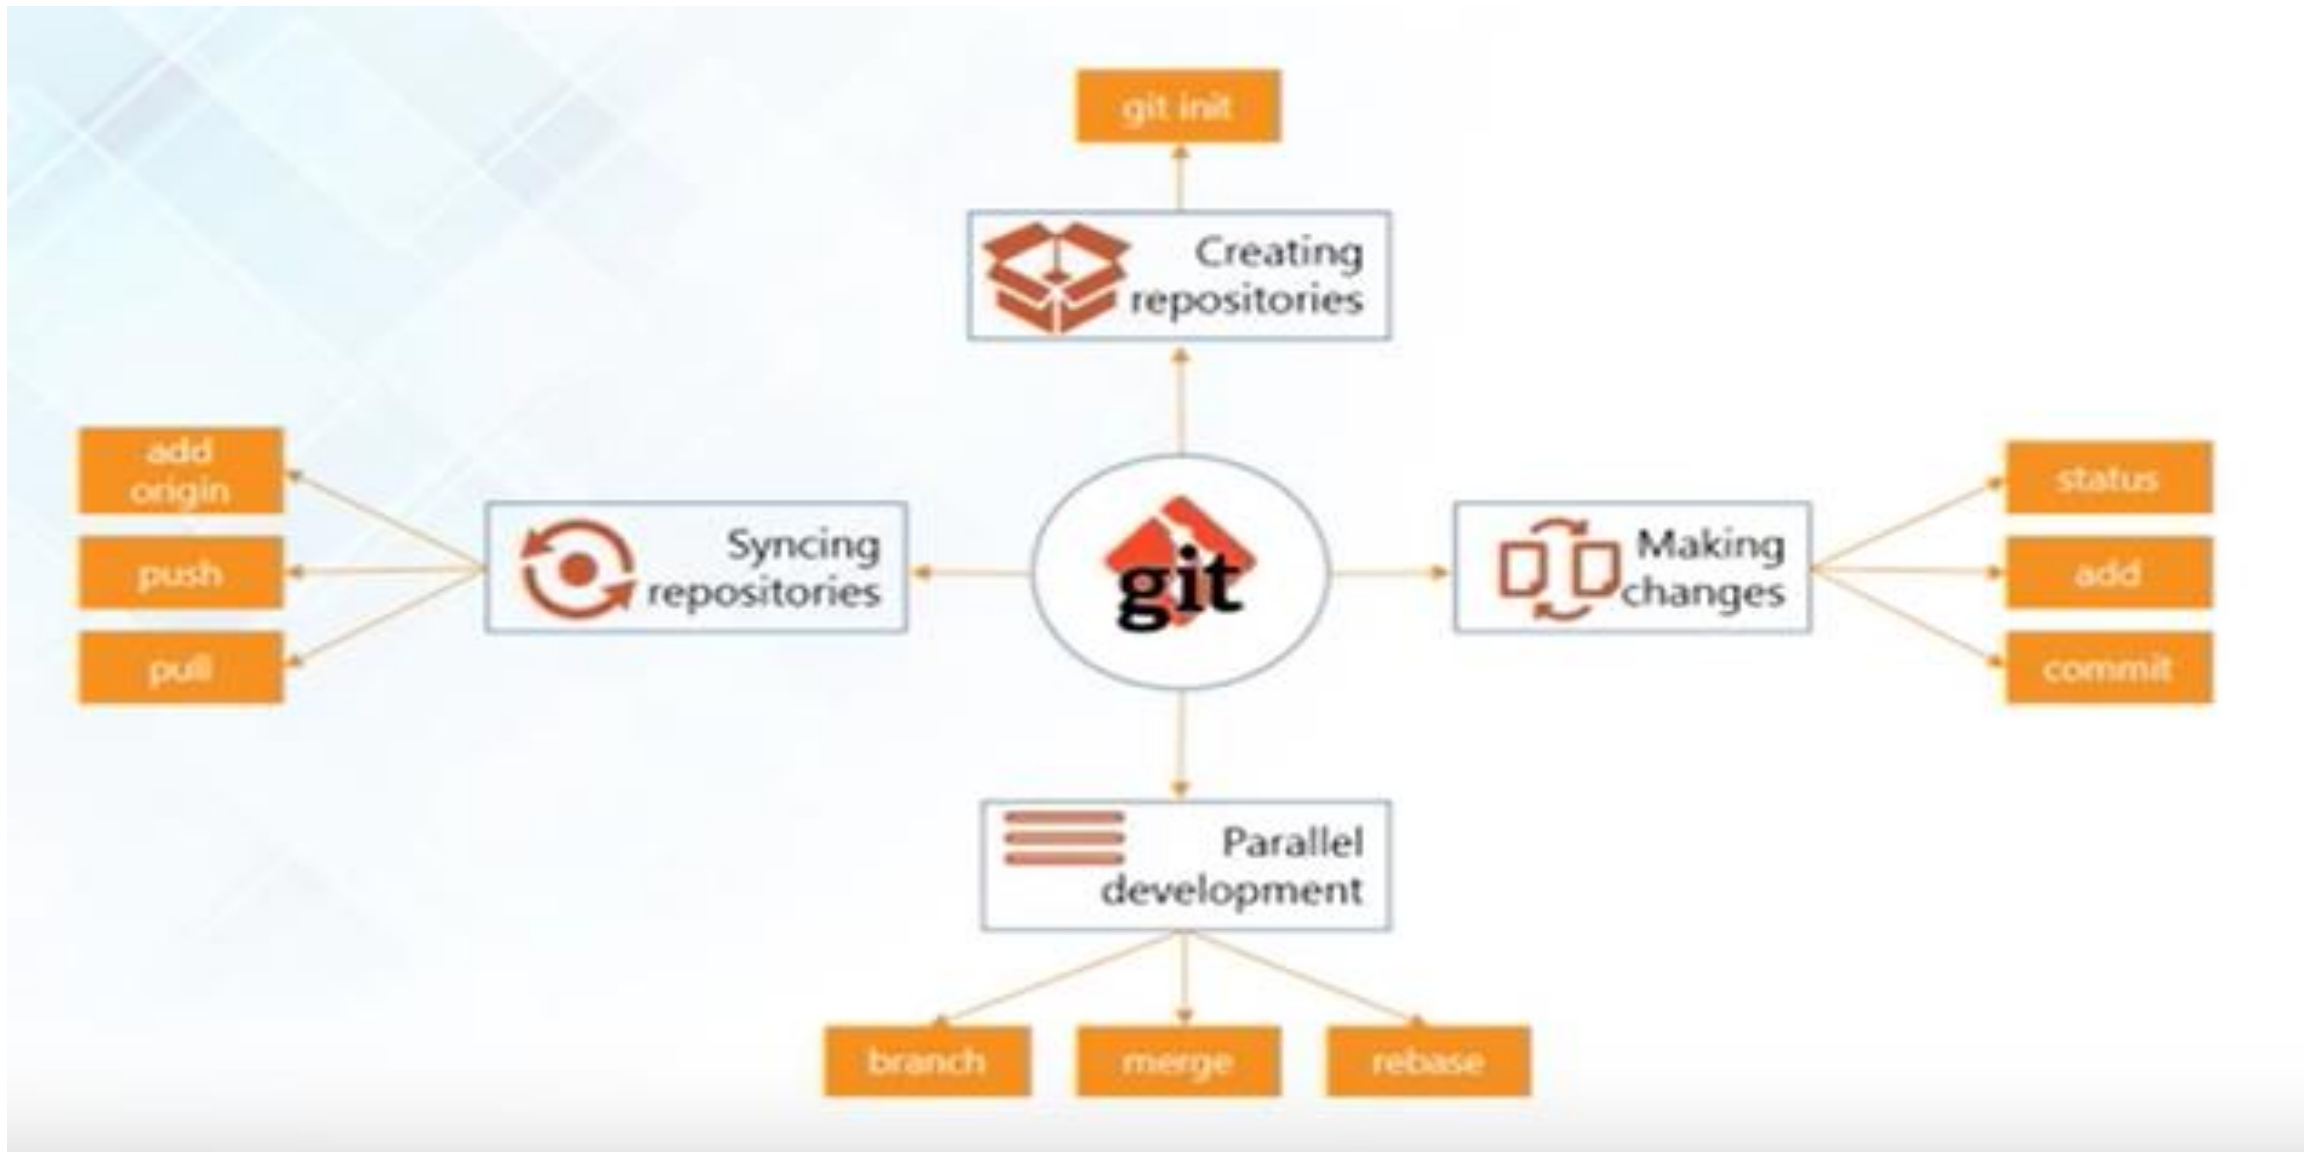 git init
Creating
repositories
add
origin
push
pull
Syncing
repositories
git
Making
changes
status
add
commit
Parallel
development
branch
merge
rebase